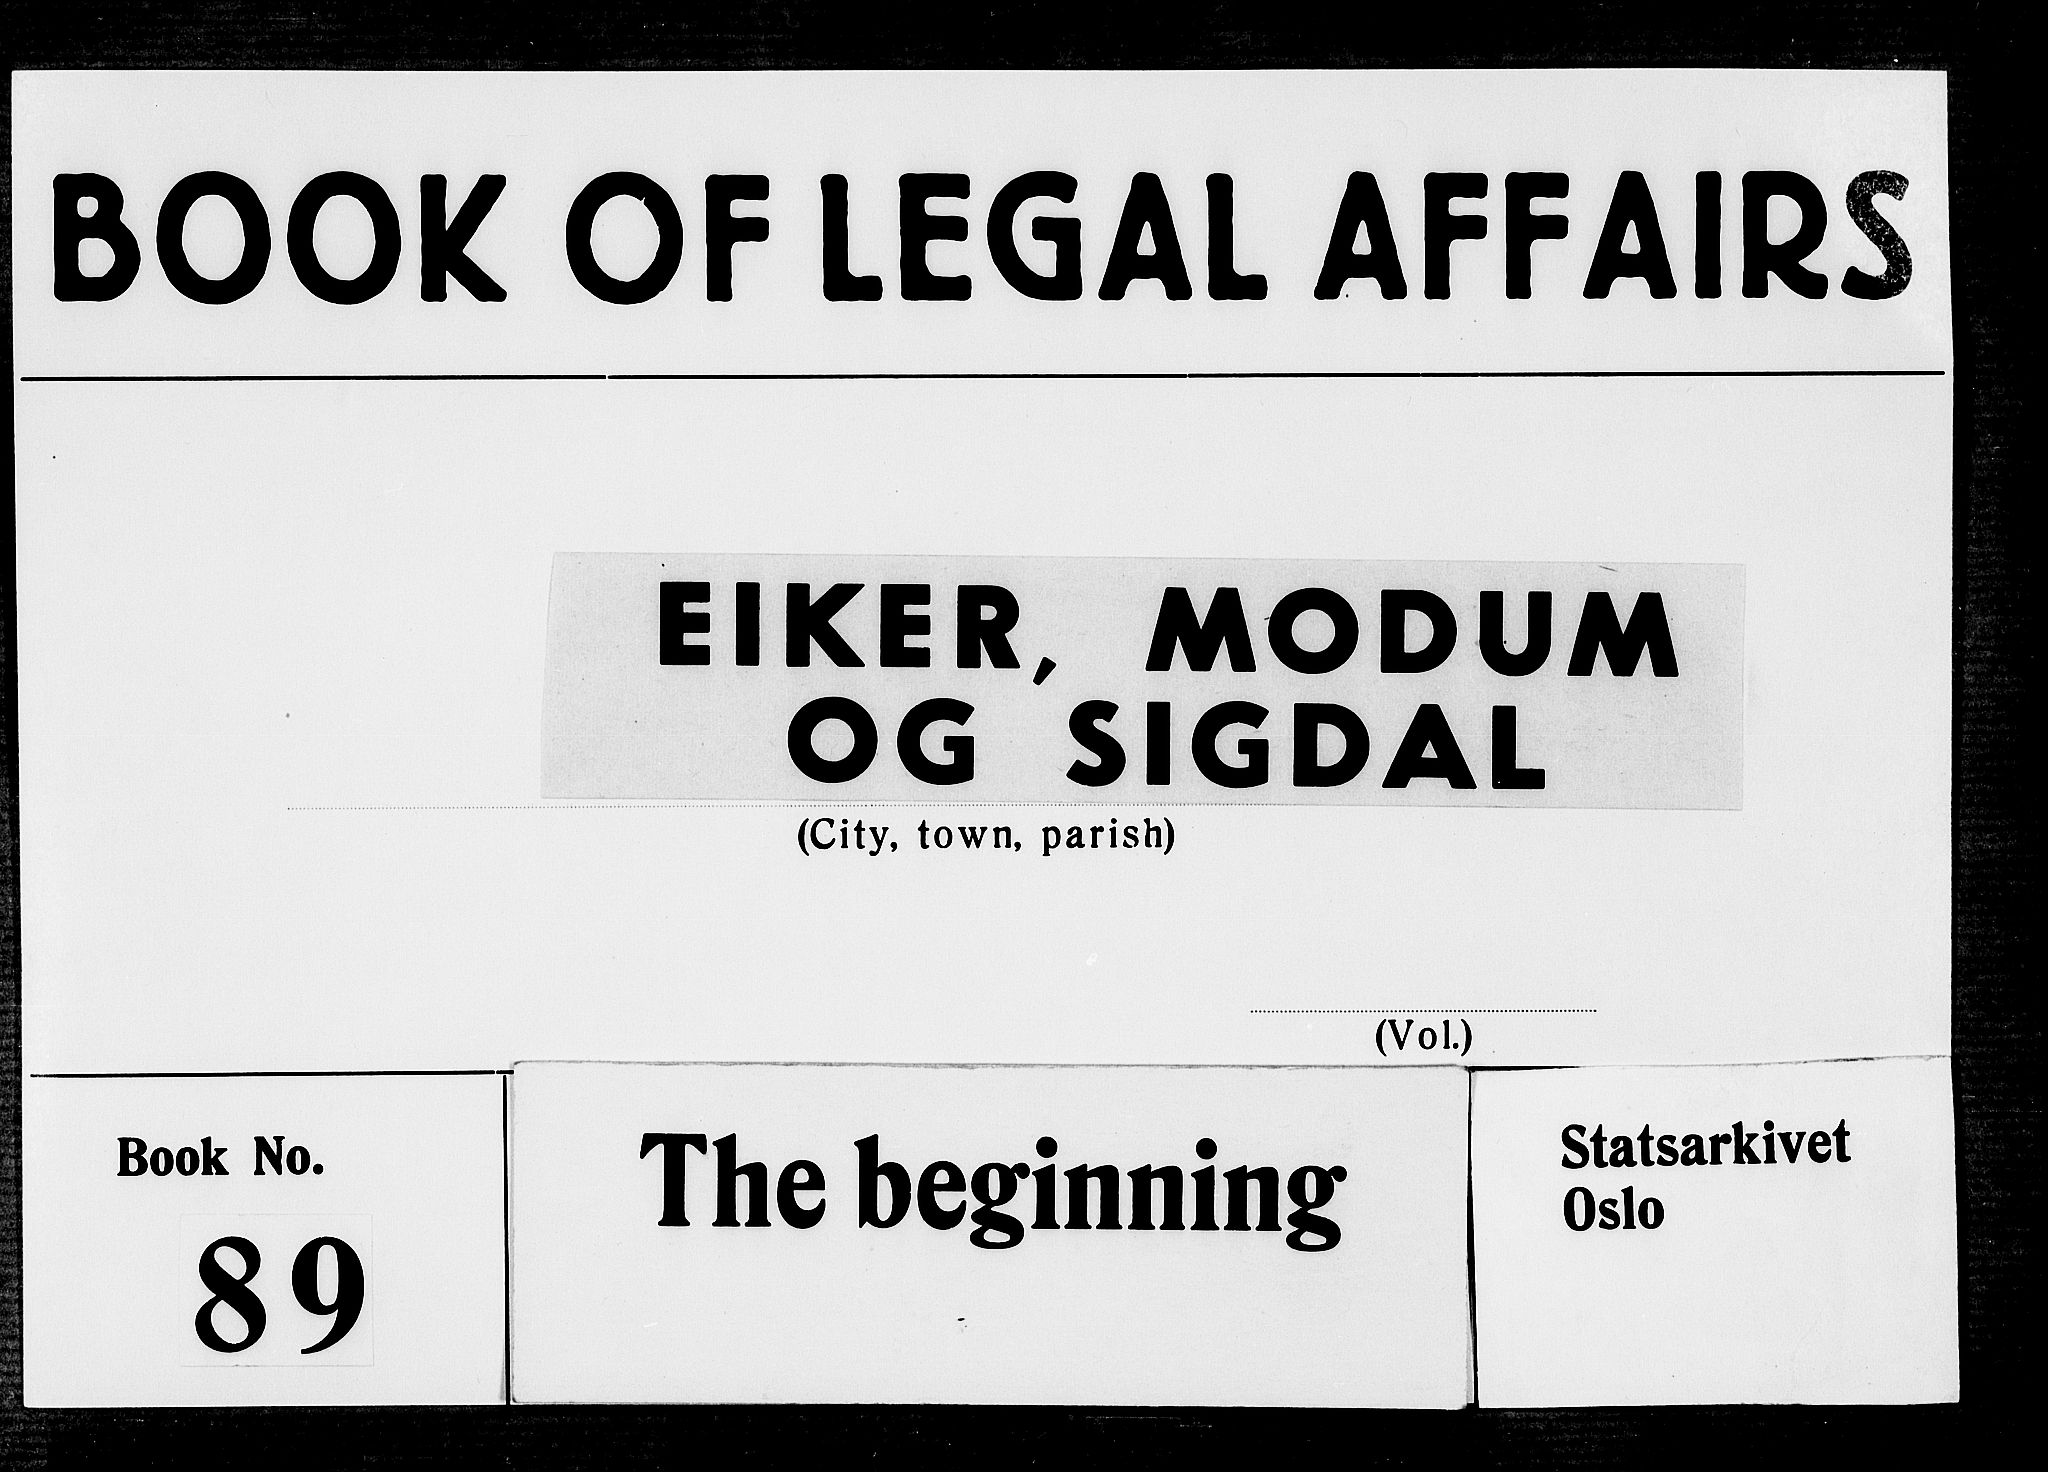 BOOK OF LEGAL AFFAIRS
EIKER, MODUM
OG SIGDAL
(City, town, parish)
(Vol.)
Book No.
89
The beginning
Statsarkivet
Oslo